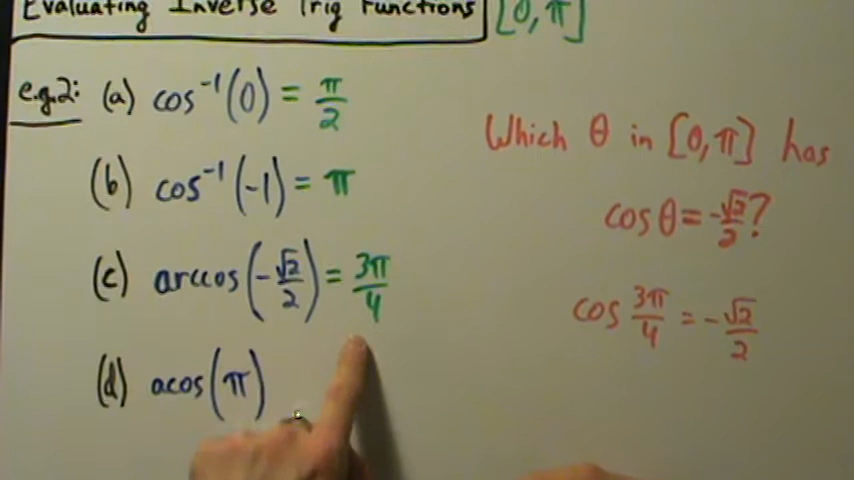 Evaluating Inverse Trig Functions [0, π]
e.g.2: (a) cos⁻¹(0) = π/2
(b) cos⁻¹(-1) = π
(c) arccos(-√2/2) = 3π/4
(d) acos(π)
Which θ in [0, π] has
cos θ = -√2/2?
cos 3π/4 = -√2/2